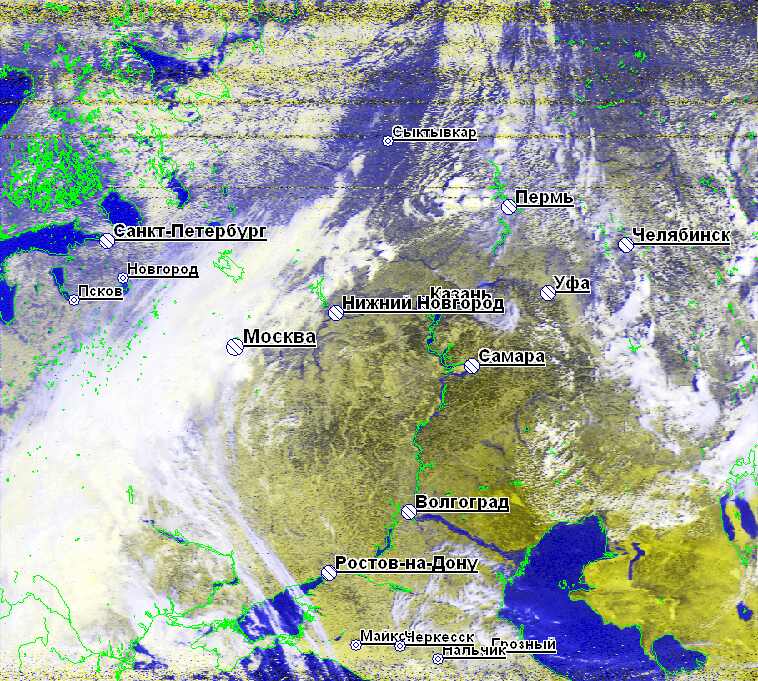 Сыктывкар
Пермь
Санкт-Петербург
Челябинск
Новгород
Псков
Уфа
Казань
Нижний Новгород
Москва
Самара
Волгоград
Ростов-на-Дону
Черкесск
Грозный
Нальчик